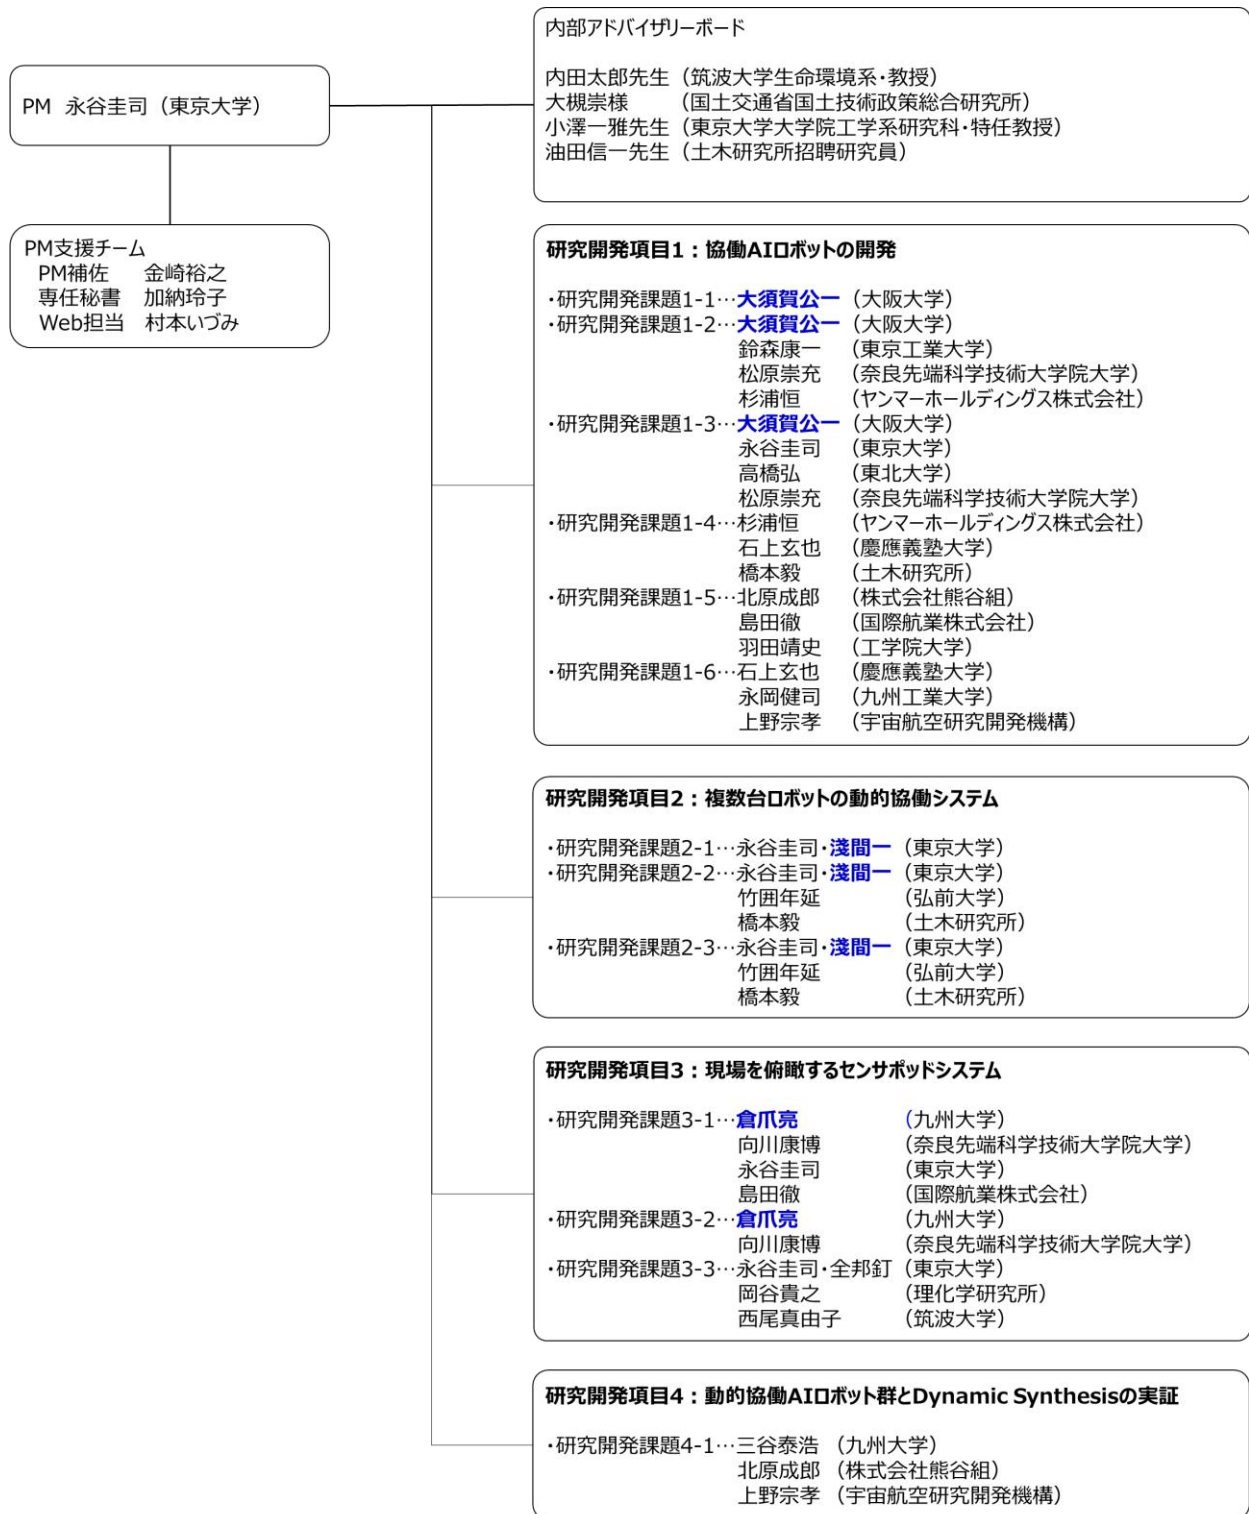 PM 永谷圭司（東京大学）
PM支援チーム
PM補佐 金崎裕之
専任秘書 加納玲子
Web担当 村本いづみ
内部アドバイザリーボード
内田太郎先生（筑波大学生命環境系・教授）
大槻崇様 （国土交通省国土技術政策総合研究所）
小澤一雅先生（東京大学大学院工学系研究科・特任教授）
油田信一先生（土木研究所招聘研究員）
研究開発項目1：協働AIロボットの開発
・研究開発課題1-1…大須賀公一（大阪大学）
・研究開発課題1-2…大須賀公一（大阪大学）
鈴森康一 （東京工業大学）
松原崇充 （奈良先端科学技術大学院大学）
杉浦恒 （ヤンマーホールディングス株式会社）
・研究開発課題1-3…大須賀公一（大阪大学）
永谷圭司 （東京大学）
高橋弘 （東北大学）
松原崇充 （奈良先端科学技術大学院大学）
・研究開発課題1-4…杉浦恒 （ヤンマーホールディングス株式会社）
石上玄也 （慶應義塾大学）
橋本毅 （土木研究所）
・研究開発課題1-5…北原成郎 （株式会社熊谷組）
島田徹 （国際航業株式会社）
羽田靖史 （工学院大学）
・研究開発課題1-6…石上玄也 （慶應義塾大学）
永岡健司 （九州工業大学）
上野宗孝 （宇宙航空研究開発機構）
研究開発項目2：複数台ロボットの動的協働システム
・研究開発課題2-1…永谷圭司・淺間一（東京大学）
・研究開発課題2-2…永谷圭司・淺間一（東京大学）
竹囲年延 （弘前大学）
橋本毅 （土木研究所）
・研究開発課題2-3…永谷圭司・淺間一（東京大学）
竹囲年延 （弘前大学）
橋本毅 （土木研究所）
研究開発項目3：現場を俯瞰するセンサポッドシステム
・研究開発課題3-1…倉爪亮 （九州大学）
向川康博 （奈良先端科学技術大学院大学）
永谷圭司 （東京大学）
島田徹 （国際航業株式会社）
・研究開発課題3-2…倉爪亮 （九州大学）
向川康博 （奈良先端科学技術大学院大学）
・研究開発課題3-3…永谷圭司・全邦釘（東京大学）
岡谷貴之 （理化学研究所）
西尾真由子 （筑波大学）
研究開発項目4：動的協働AIロボット群とDynamic Synthesisの実証
・研究開発課題4-1…三谷泰浩（九州大学）
北原成郎（株式会社熊谷組）
上野宗孝（宇宙航空研究開発機構）